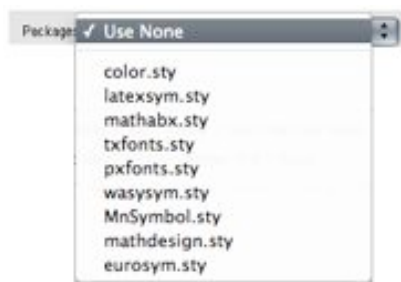 Package: ✓ Use None
color.sty
latexsym.sty
mathabx.sty
txfonts.sty
pxfonts.sty
wasysym.sty
MnSymbol.sty
mathdesign.sty
eurosym.sty